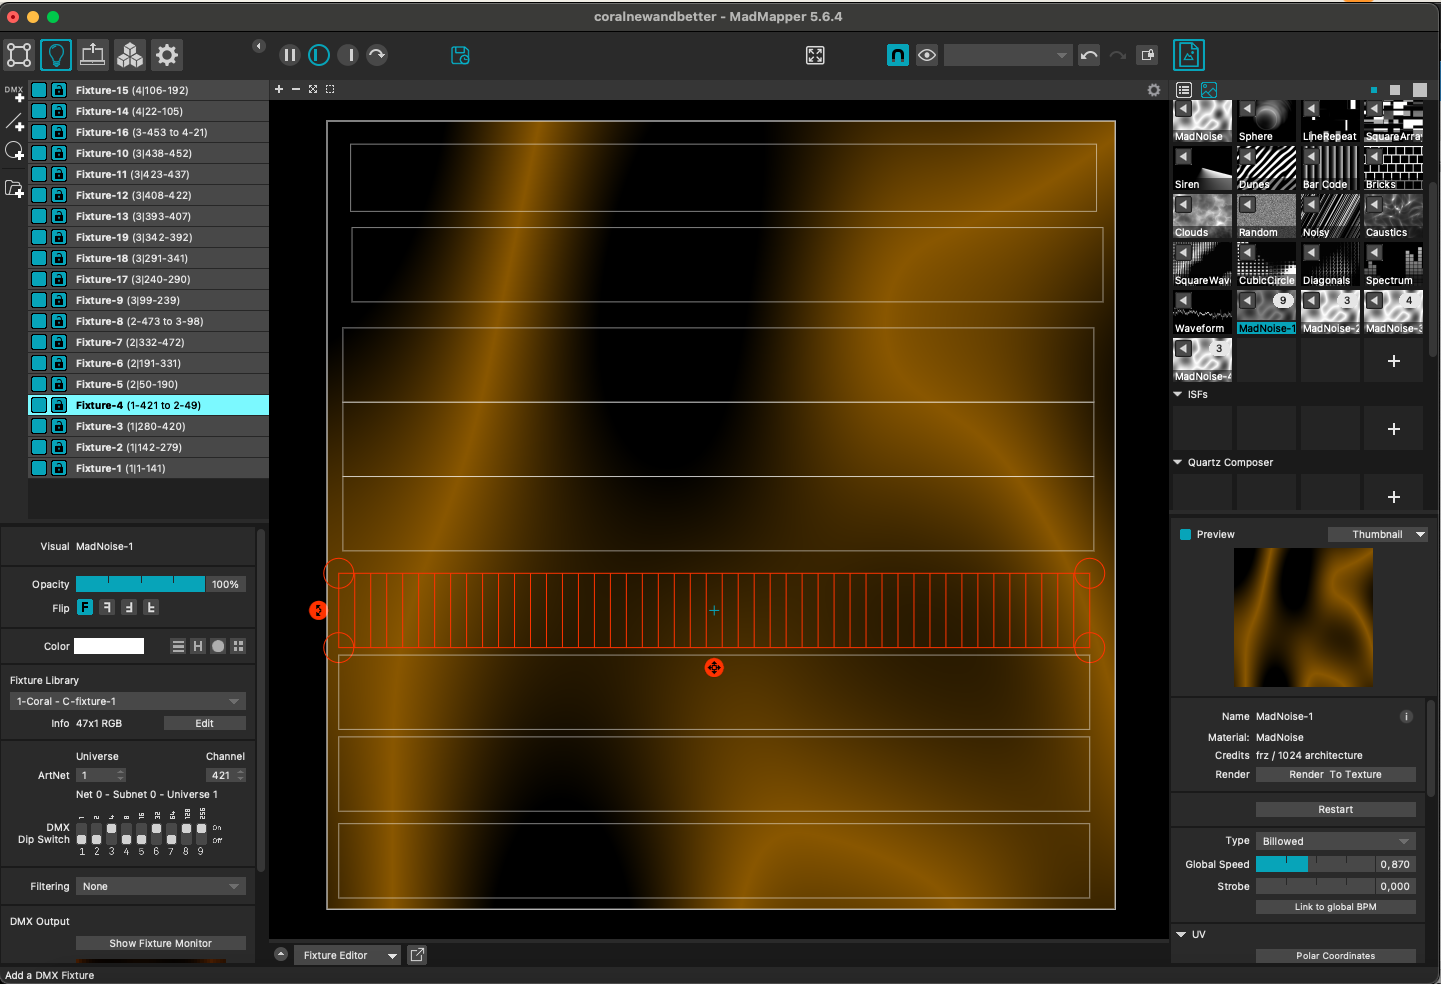 coralnewandbetter - MadMapper 5.6.4
DMX
Fixture-15 (4|106-192)
Fixture-14 (4|22-105)
Fixture-16 (3-453 to 4-21)
Fixture-10 (3|438-452)
Fixture-11 (3|423-437)
Fixture-12 (3|408-422)
Fixture-13 (3|393-407)
Fixture-19 (3|342-392)
Fixture-18 (3|291-341)
Fixture-17 (3|240-290)
Fixture-9 (3|99-239)
Fixture-8 (2-473 to 3-98)
Fixture-7 (2|332-472)
Fixture-6 (2|191-331)
Fixture-5 (2|50-190)
Fixture-4 (1-421 to 2-49)
Fixture-3 (1|280-420)
Fixture-2 (1|142-279)
Fixture-1 (1|1-141)
Visual MadNoise-1
Opacity 100%
Flip F F F F
Color H
Fixture Library
1-Coral - C-fixture-1
Info 47x1 RGB Edit
Universe Channel
ArtNet 1 421
Net 0 - Subnet 0 - Universe 1
1 2 4 8 16 32 64 128 256
DMX On
Dip Switch Off
1 2 3 4 5 6 7 8 9
Filtering None
DMX Output
Show Fixture Monitor
Add a DMX Fixture
Fixture Editor
MadNoise Sphere LineRepeat SquareArra
Siren Dunes Bar Code Bricks
Clouds Random Noisy Caustics
SquareWav CubicCircle Diagonals Spectrum
9 3 4
Waveform MadNoise-1 MadNoise-2 MadNoise-3
3
MadNoise-4
ISFs
Quartz Composer
Preview Thumbnail
Name MadNoise-1 i
Material: MadNoise
Credits frz / 1024 architecture
Render Render To Texture
Restart
Type Billowed
Global Speed 0,870
Strobe 0,000
Link to global BPM
UV
Polar Coordinates